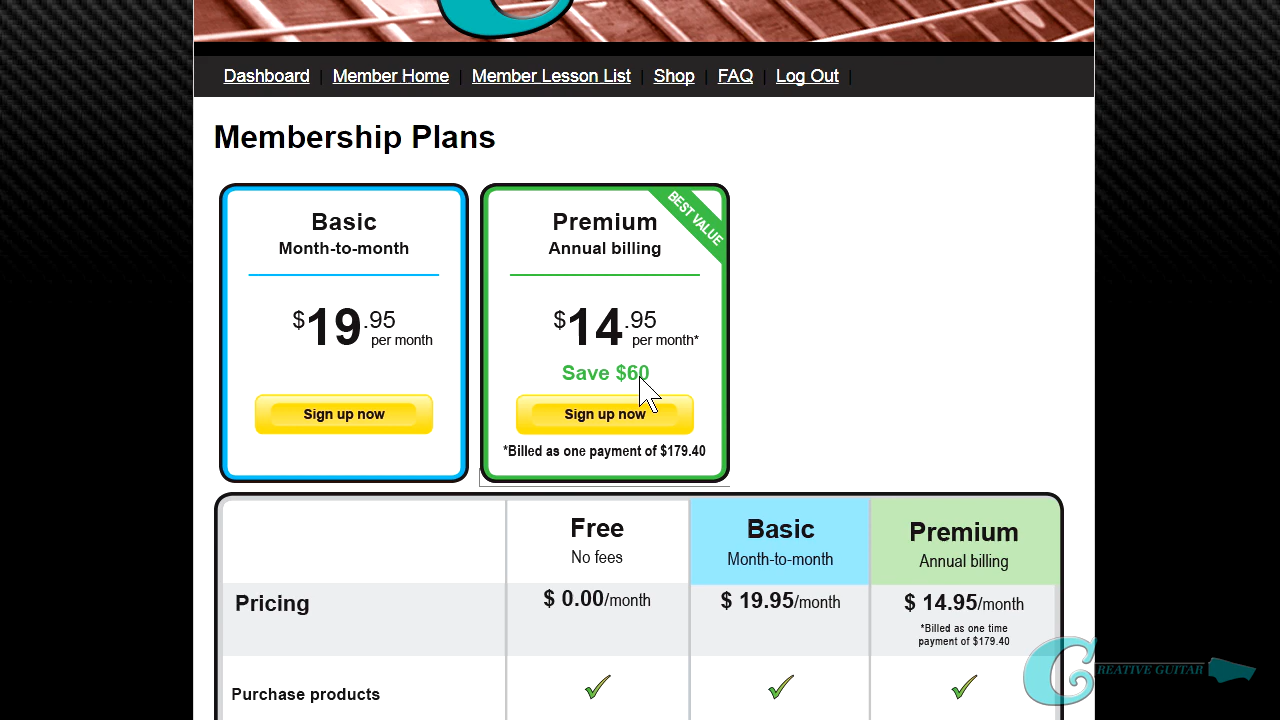 Dashboard | Member Home | Member Lesson List | Shop | FAQ | Log Out |
Membership Plans
Basic
Month-to-month
$19.95
per month
Sign up now
BEST VALUE
Premium
Annual billing
$14.95
per month*
Save $60
Sign up now
*Billed as one payment of $179.40
Free
No fees
Basic
Month-to-month
Premium
Annual billing
Pricing
$ 0.00/month
$ 19.95/month
$ 14.95/month
*Billed as one time
payment of $179.40
Purchase products
CREATIVE GUITAR